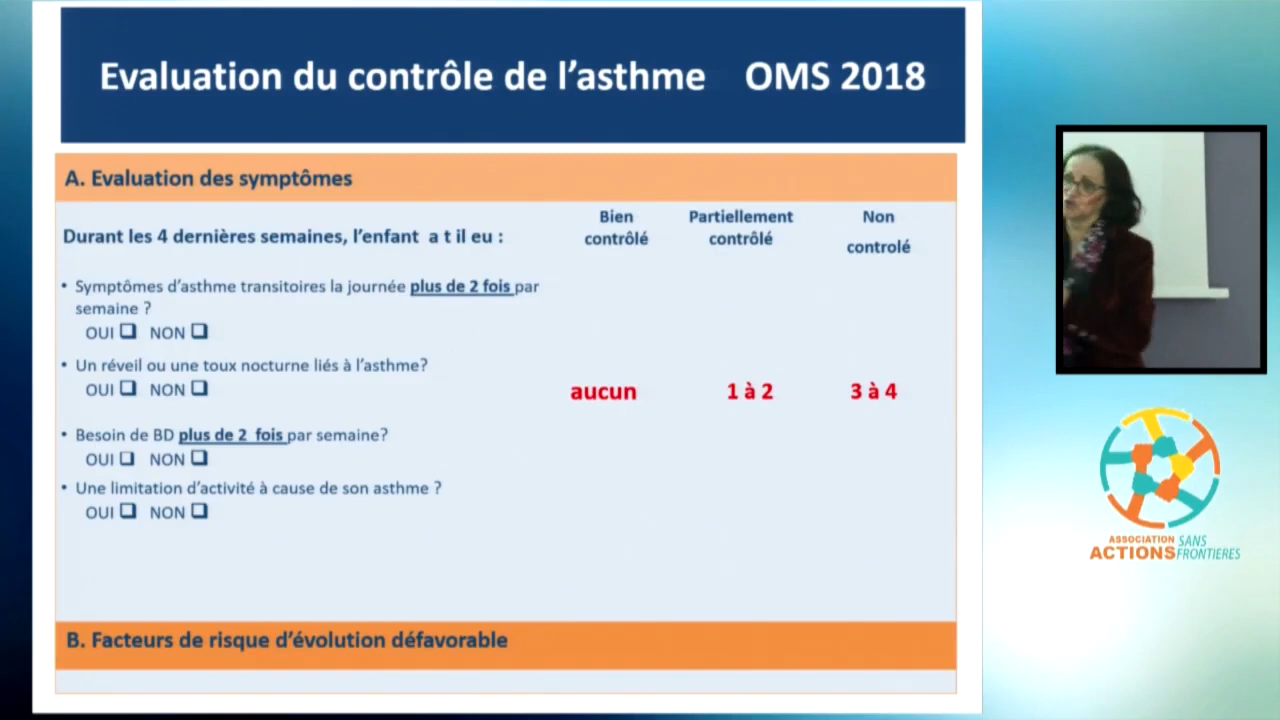 Evaluation du contrôle de l'asthme OMS 2018
A. Evaluation des symptômes
Durant les 4 dernières semaines, l'enfant a t il eu :
Bien contrôlé
Partiellement contrôlé
Non controlé
• Symptômes d'asthme transitoires la journée plus de 2 fois par
semaine ?
OUI ❑ NON ❑
• Un réveil ou une toux nocturne liés à l'asthme?
OUI ❑ NON ❑
aucun 1 à 2 3 à 4
• Besoin de BD plus de 2 fois par semaine?
OUI ❑ NON ❑
• Une limitation d'activité à cause de son asthme ?
OUI ❑ NON ❑
B. Facteurs de risque d'évolution défavorable
ASSOCIATION SANS
ACTIONS FRONTIERES